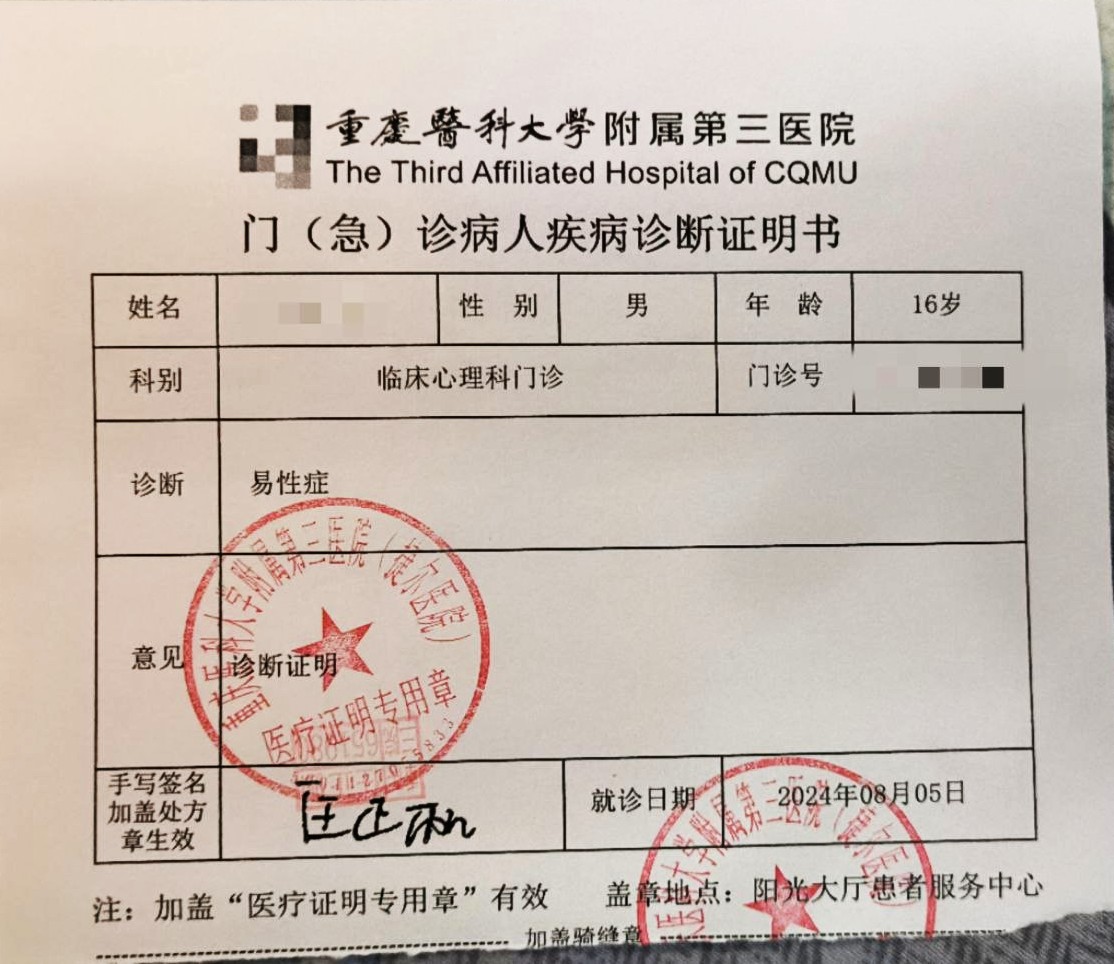 重慶醫科大學附属第三医院
The Third Affiliated Hospital of CQMU
门（急）诊病人疾病诊断证明书
姓名 性 别 男 年 龄 16岁
科别 临床心理科门诊 门诊号
诊断 易性症
重庆医科大学附属第三医院（捷尔医院）
意见 诊断证明
医疗证明专用章
手写签名
加盖处方
章生效
就诊日期 2024年08月05日
医科大学附属第三医院（捷尔医院）
注：加盖“医疗证明专用章”有效 盖章地点：阳光大厅患者服务中心
加盖骑缝章